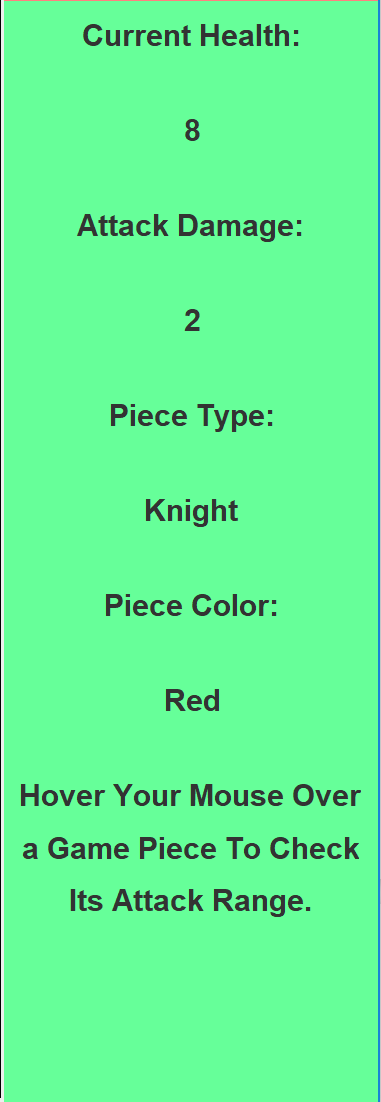 Current Health:
8
Attack Damage:
2
Piece Type:
Knight
Piece Color:
Red
Hover Your Mouse Over
a Game Piece To Check
Its Attack Range.